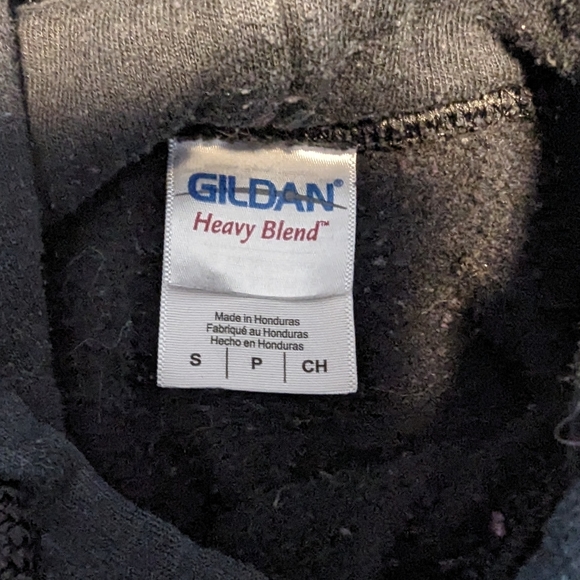 GILDAN®
Heavy Blend™
Made in Honduras
Fabriqué au Honduras
Hecho en Honduras
S | P | CH